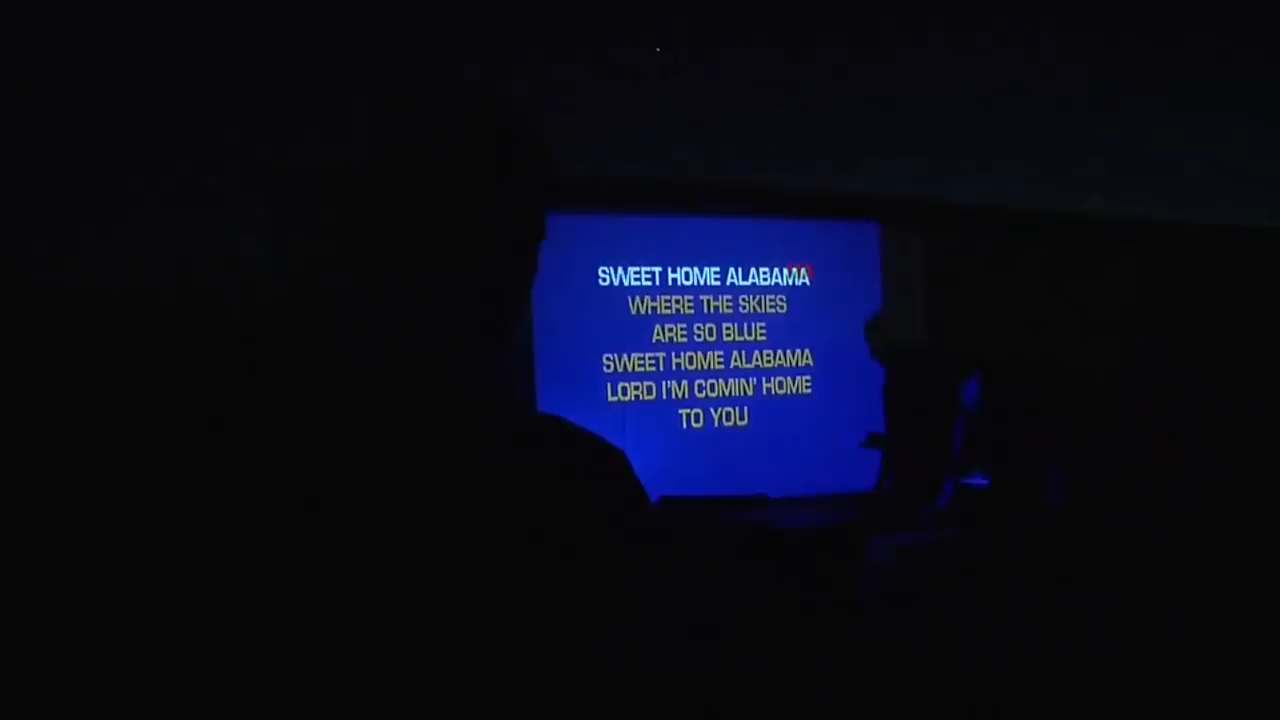 SWEET HOME ALABAMA
WHERE THE SKIES
ARE SO BLUE
SWEET HOME ALABAMA
LORD I'M COMIN' HOME
TO YOU